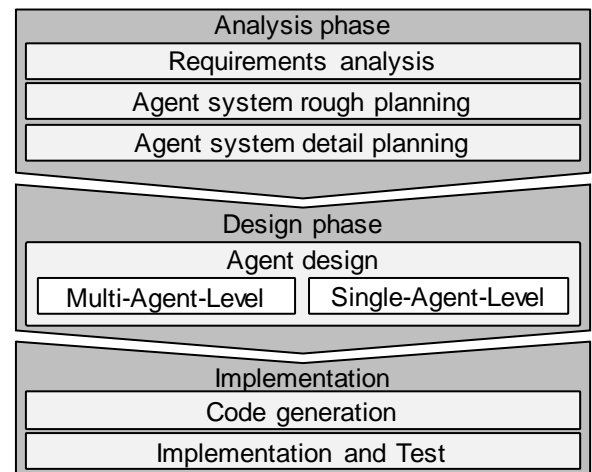 Analysis phase
Requirements analysis
Agent system rough planning
Agent system detail planning
Design phase
Agent design
Multi-Agent-Level Single-Agent-Level
Implementation
Code generation
Implementation and Test